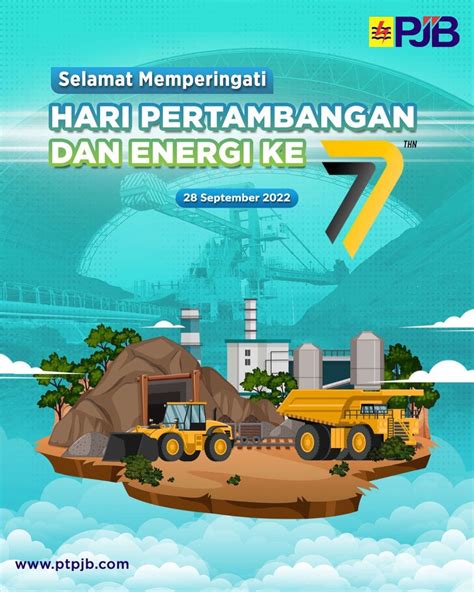 PJB
Selamat Memperingati
HARI PERTAMBANGAN
DAN ENERGI KE 77 THN
28 September 2022
www.ptpjb.com